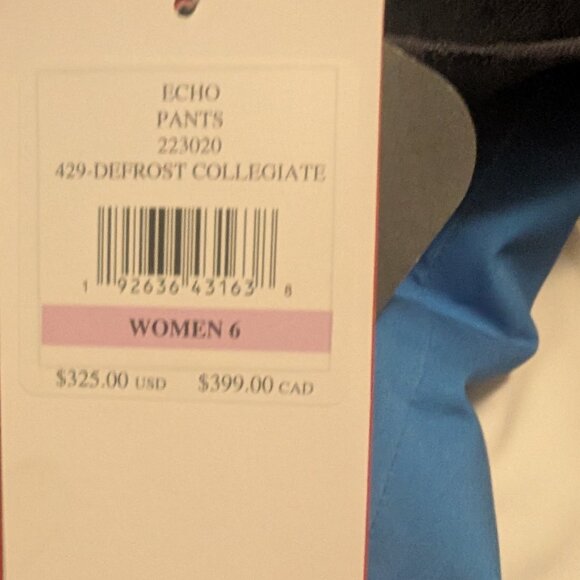 ECHO
PANTS
223020
429-DEFROST COLLEGIATE
1 92636 43163 8
WOMEN 6
$325.00 USD $399.00 CAD